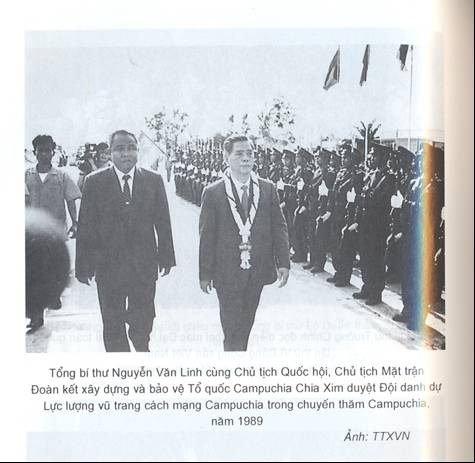 Tổng bí thư Nguyễn Văn Linh cùng Chủ tịch Quốc hội, Chủ tịch Mặt trận
Đoàn kết xây dựng và bảo vệ Tổ quốc Campuchia Chia Xim duyệt Đội danh dự
Lực lượng vũ trang cách mạng Campuchia trong chuyến thăm Campuchia,
năm 1989
Ảnh: TTXVN